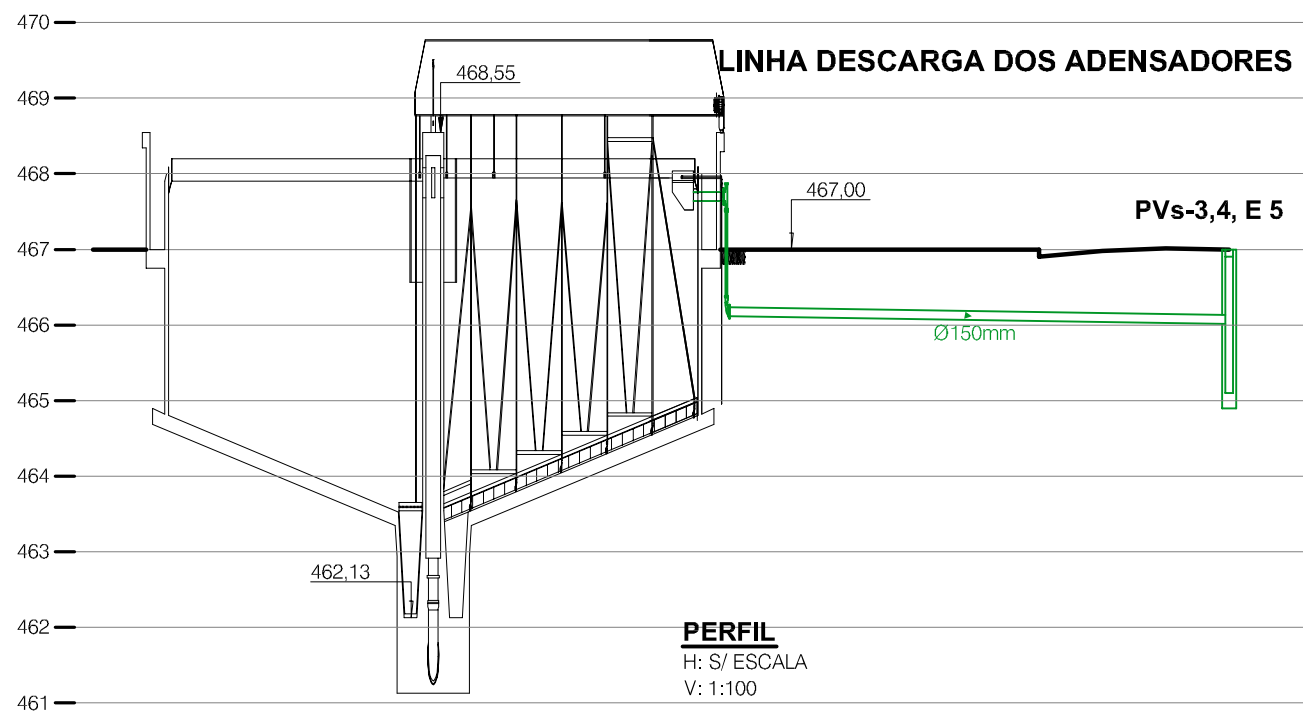 470
LINHA DESCARGA DOS ADENSADORES
468,55
469
468
467,00
PVs-3,4, E 5
467
466
Ø150mm
465
464
463
462,13
462
PERFIL
H: S/ ESCALA
V: 1:100
461